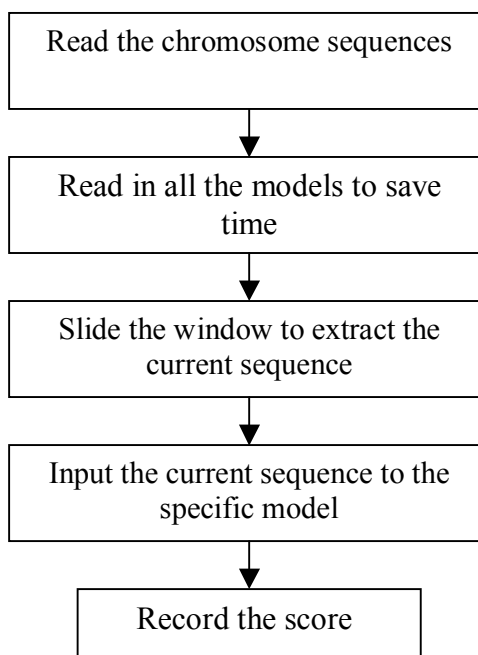 Read the chromosome sequences
Read in all the models to save
time
Slide the window to extract the
current sequence
Input the current sequence to the
specific model
Record the score